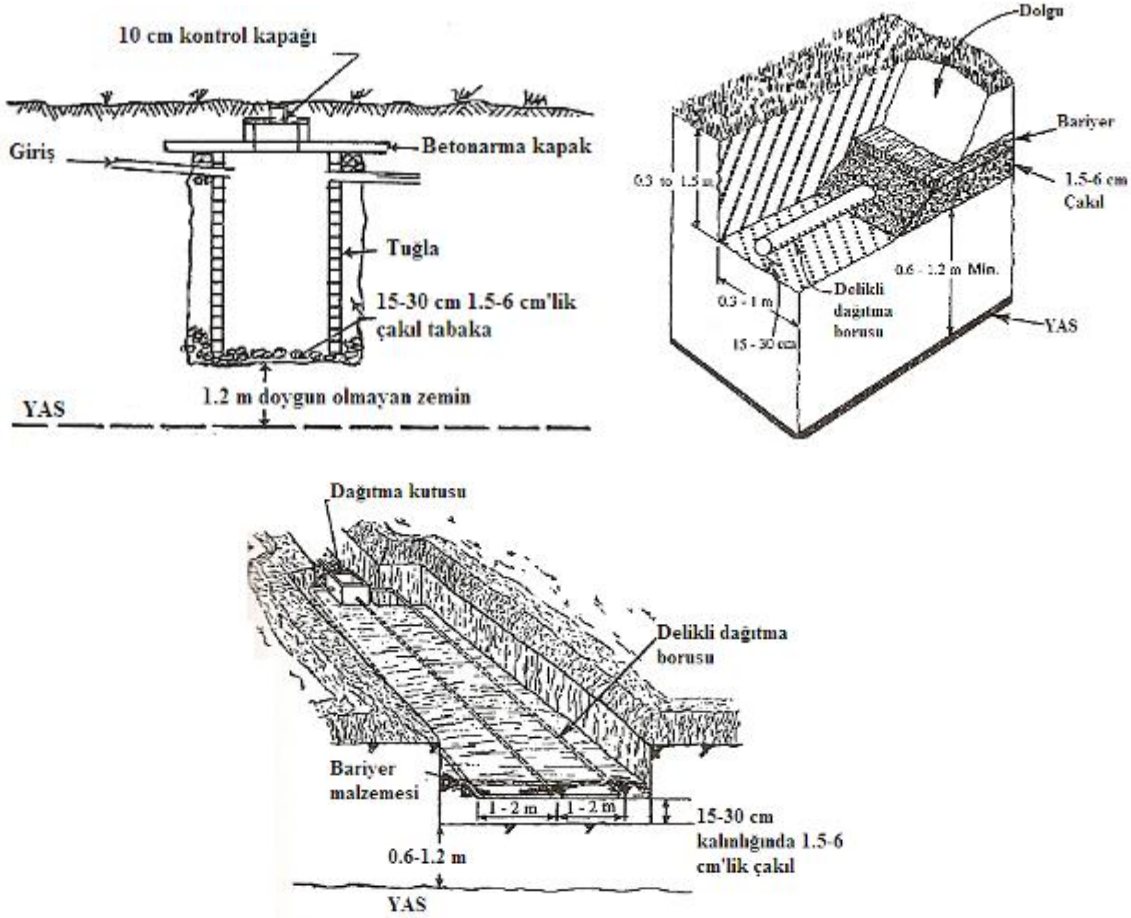 10 cm kontrol kapağı
Giriş
Betonarma kapak
Tuğla
15-30 cm 1.5-6 cm'lik
çakıl tabaka
1.2 m doygun olmayan zemin
YAS
Dolgu
Bariyer
1.5-6 cm
Çakıl
0.3 to 1.5 m
0.6 - 1.2 m Min.
0.3 - 1 m
Delikli
dağıtma
borusu
15 - 30 cm
YAS
Dağıtma kutusu
Delikli dağıtma
borusu
Bariyer
malzemesi
1 - 2 m
1 - 2 m
15-30 cm
kalınlığında 1.5-6
cm'lik çakıl
0.6-1.2 m
YAS